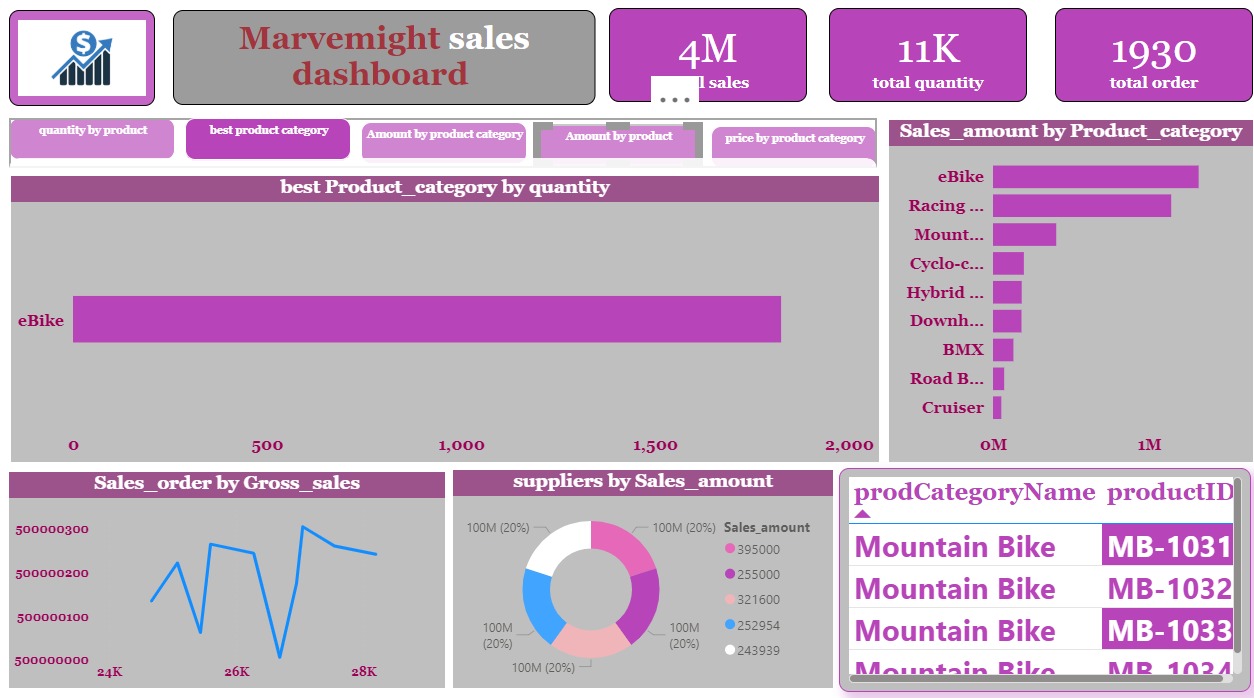 $
Marvemight sales
dashboard
4M
sales
11K
total quantity
1930
total order
quantity by product
best product category
Amount by product category
Amount by product
price by product category
best Product_category by quantity
eBike
0 500 1,000 1,500 2,000
Sales_amount by Product_category
eBike
Racing ...
Mount...
Cyclo-c...
Hybrid ...
Downh...
BMX
Road B...
Cruiser
0M 1M
Sales_order by Gross_sales
500000300
500000200
500000100
500000000
24K 26K 28K
suppliers by Sales_amount
100M (20%)
100M (20%)
100M
(20%)
100M (20%)
100M
(20%)
Sales_amount
395000
255000
321600
252954
243939
prodCategoryName productID
Mountain Bike MB-1031
Mountain Bike MB-1032
Mountain Bike MB-1033
Mountain Bike MB-1034